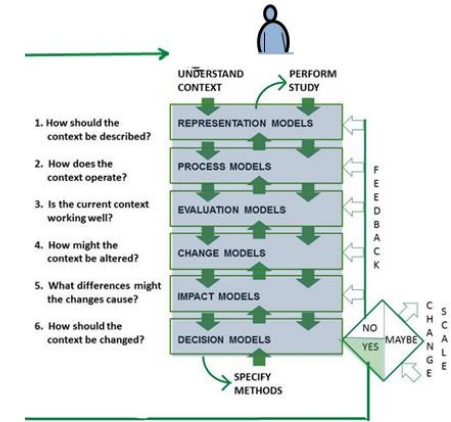 UNDERSTAND
CONTEXT
PERFORM
STUDY
1. How should the
context be described?
REPRESENTATION MODELS
2. How does the
context operate?
PROCESS MODELS
3. Is the current context
working well?
EVALUATION MODELS
4. How might the
context be altered?
CHANGE MODELS
5. What differences might
the changes cause?
IMPACT MODELS
6. How should the
context be changed?
DECISION MODELS
FEEDBACK
NO
YES
MAYBE
CHANGE
SCALE
SPECIFY
METHODS